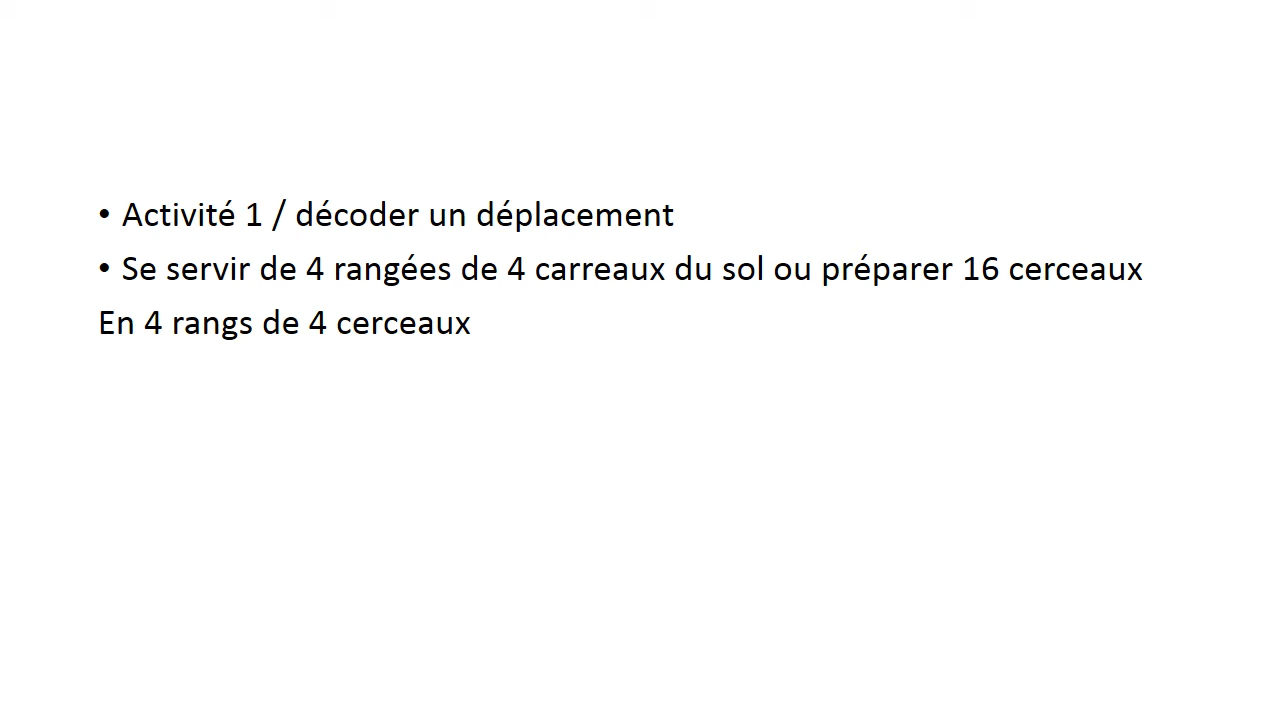 • Activité 1 / décoder un déplacement
• Se servir de 4 rangées de 4 carreaux du sol ou préparer 16 cerceaux
En 4 rangs de 4 cerceaux